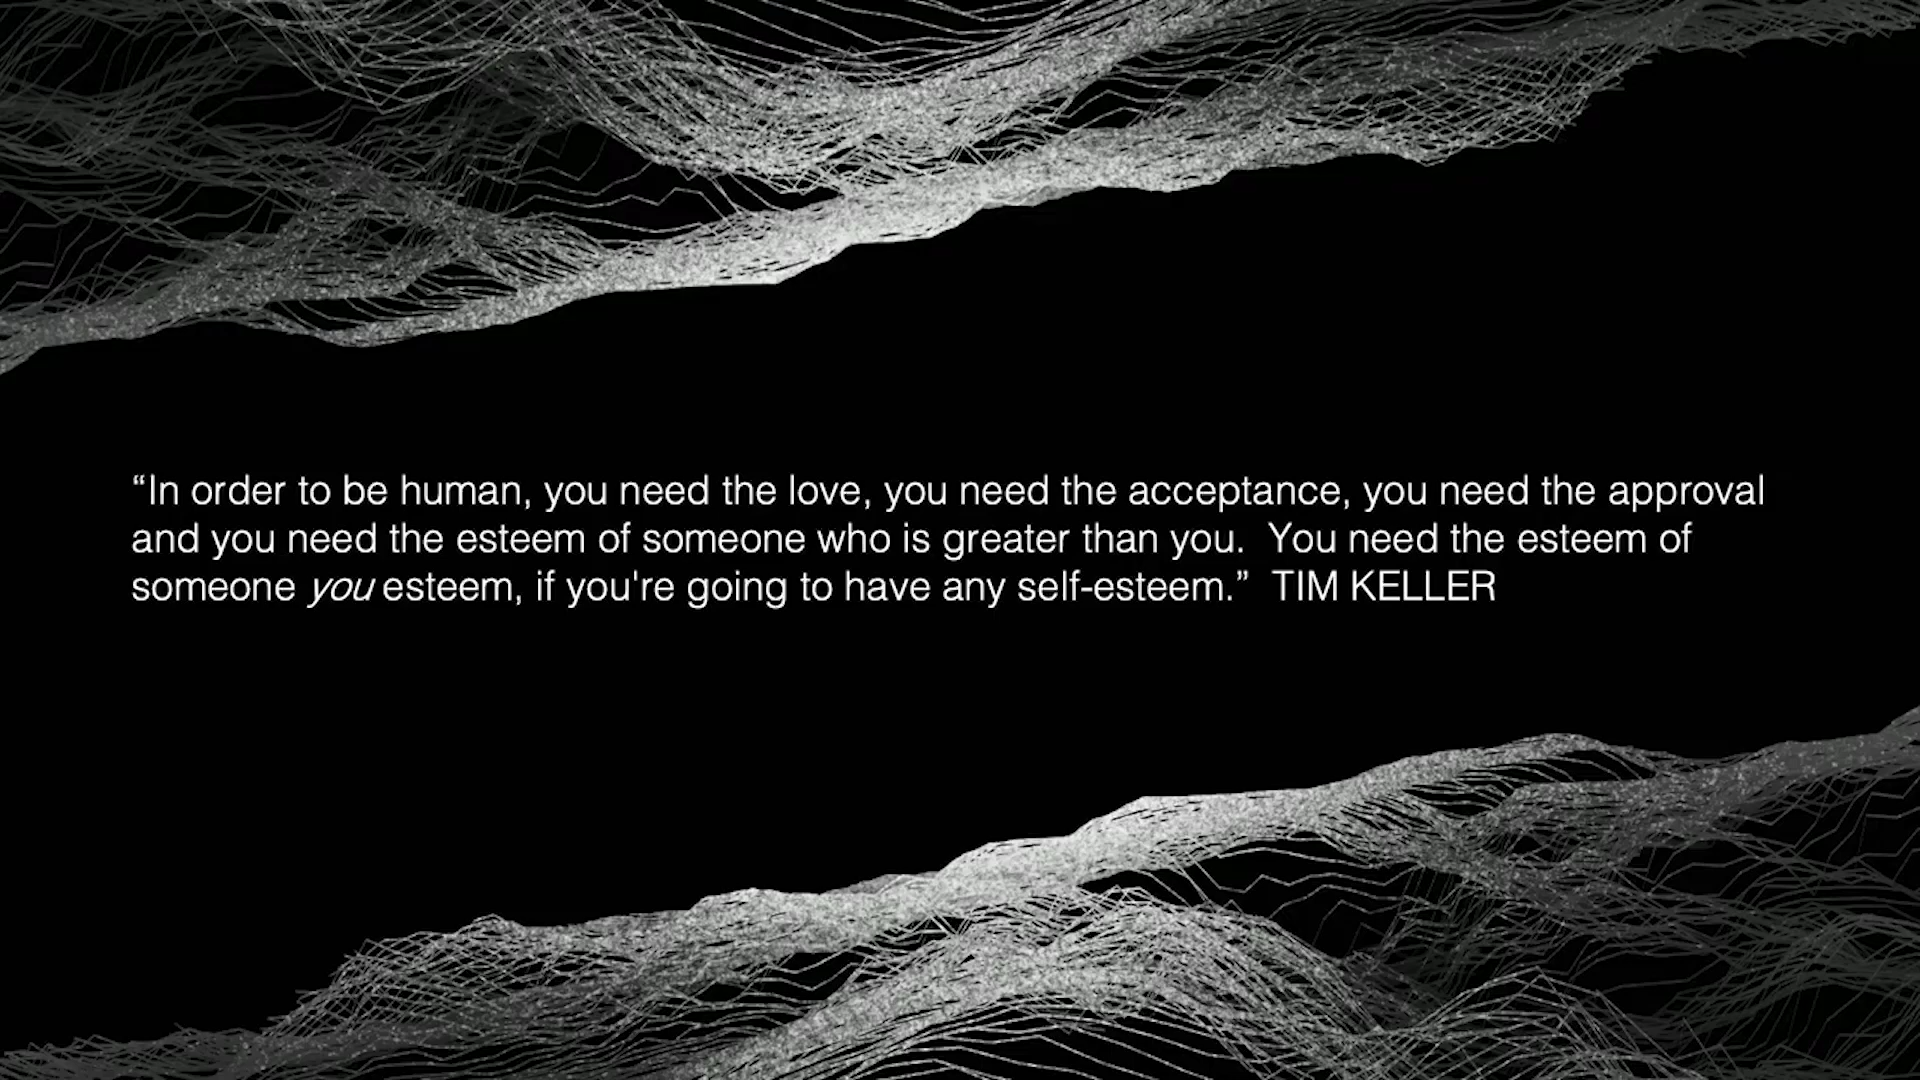 “In order to be human, you need the love, you need the acceptance, you need the approval
and you need the esteem of someone who is greater than you.  You need the esteem of
someone you esteem, if you're going to have any self-esteem.”  TIM KELLER